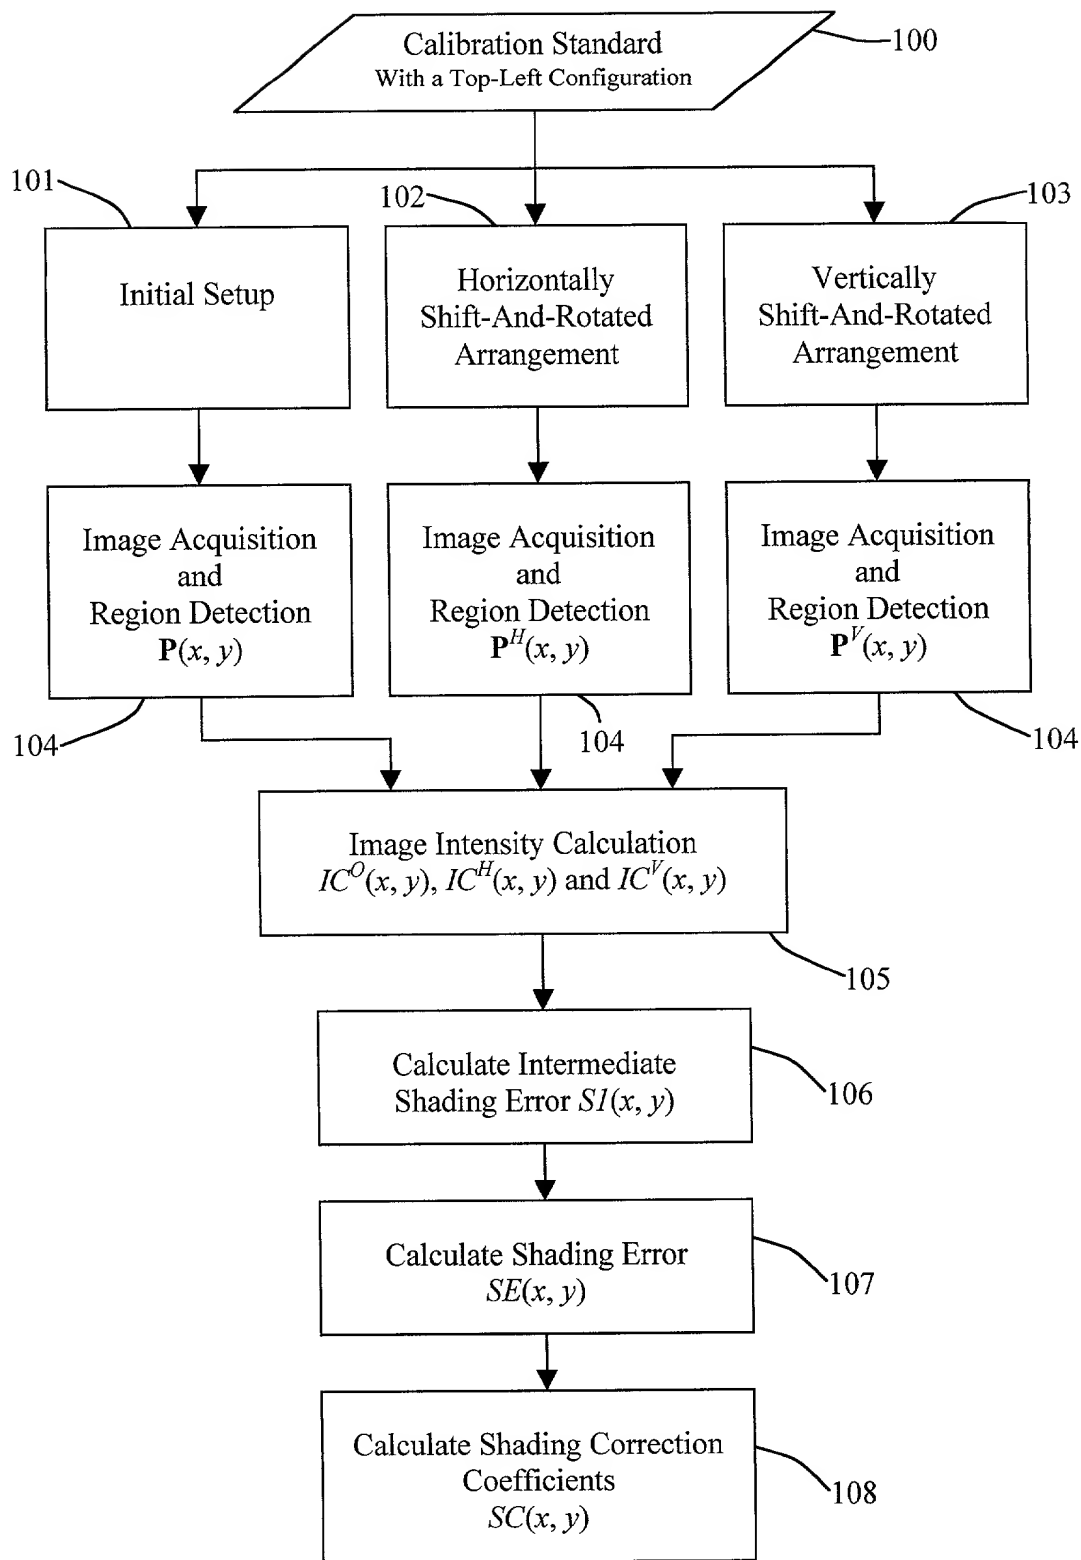 Calibration Standard
With a Top-Left Configuration
100
101
102
103
Initial Setup
Horizontally
Shift-And-Rotated
Arrangement
Vertically
Shift-And-Rotated
Arrangement
Image Acquisition
and
Region Detection
P(x, y)
Image Acquisition
and
Region Detection
P^H(x, y)
Image Acquisition
and
Region Detection
P^V(x, y)
104
104
104
Image Intensity Calculation
IC^O(x, y), IC^H(x, y) and IC^V(x, y)
105
Calculate Intermediate
Shading Error S1(x, y)
106
Calculate Shading Error
SE(x, y)
107
Calculate Shading Correction
Coefficients
SC(x, y)
108